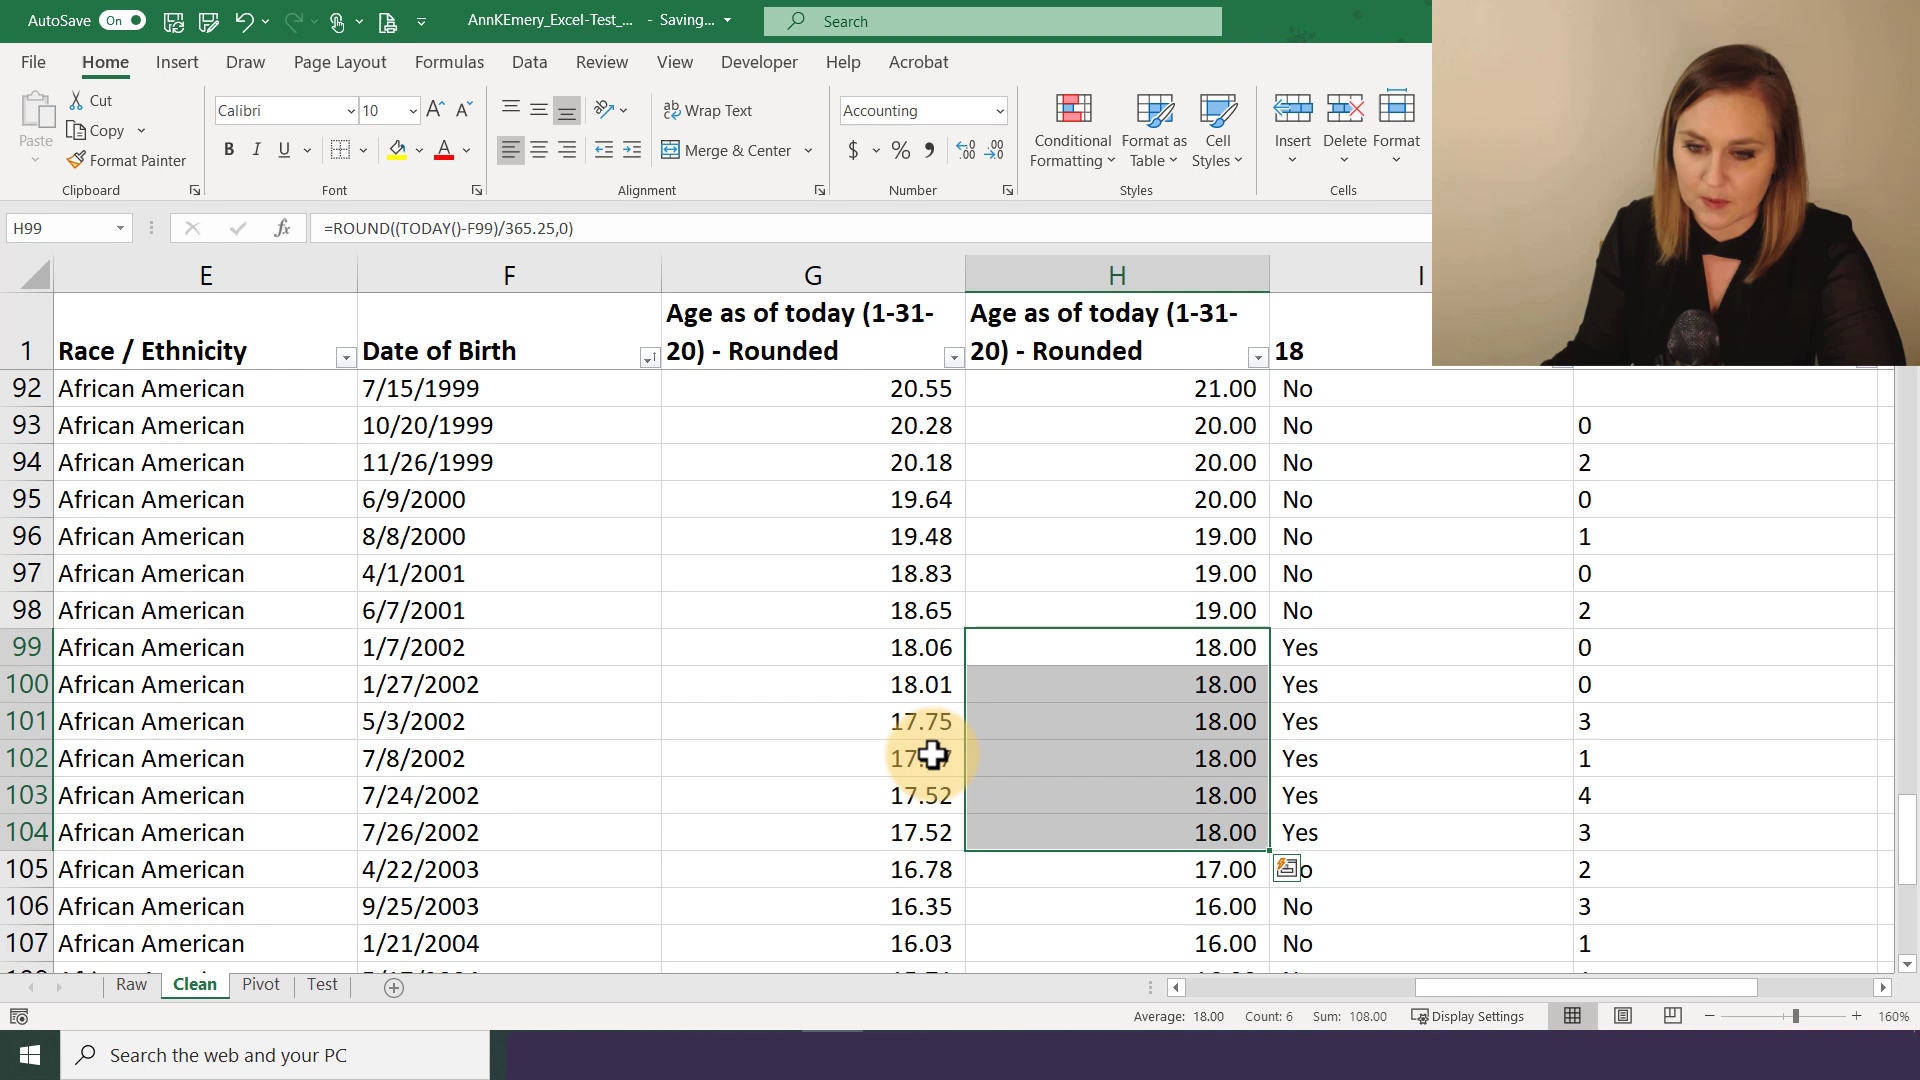 AutoSave On AnnKEmery_Excel-Test_... - Saving... Search
File Home Insert Draw Page Layout Formulas Data Review View Developer Help Acrobat
Paste Cut Copy Format Painter Clipboard
Calibri 10 B I U A Font
ab Wrap Text Merge & Center Alignment
Accounting $ % Number
Conditional Formatting Format as Table Cell Styles Styles
Insert Delete Format Cells
H99 fx =ROUND((TODAY()-F99)/365.25,0)
E F G H I
1 Race / Ethnicity Date of Birth Age as of today (1-31-20) - Rounded Age as of today (1-31-20) - Rounded 18
92 African American 7/15/1999 20.55 21.00 No
93 African American 10/20/1999 20.28 20.00 No 0
94 African American 11/26/1999 20.18 20.00 No 2
95 African American 6/9/2000 19.64 20.00 No 0
96 African American 8/8/2000 19.48 19.00 No 1
97 African American 4/1/2001 18.83 19.00 No 0
98 African American 6/7/2001 18.65 19.00 No 2
99 African American 1/7/2002 18.06 18.00 Yes 0
100 African American 1/27/2002 18.01 18.00 Yes 0
101 African American 5/3/2002 17.75 18.00 Yes 3
102 African American 7/8/2002 18.00 Yes 1
103 African American 7/24/2002 17.52 18.00 Yes 4
104 African American 7/26/2002 17.52 18.00 Yes 3
105 African American 4/22/2003 16.78 17.00 2
106 African American 9/25/2003 16.35 16.00 No 3
107 African American 1/21/2004 16.03 16.00 No 1
Raw Clean Pivot Test
Average: 18.00 Count: 6 Sum: 108.00 Display Settings 160%
Search the web and your PC